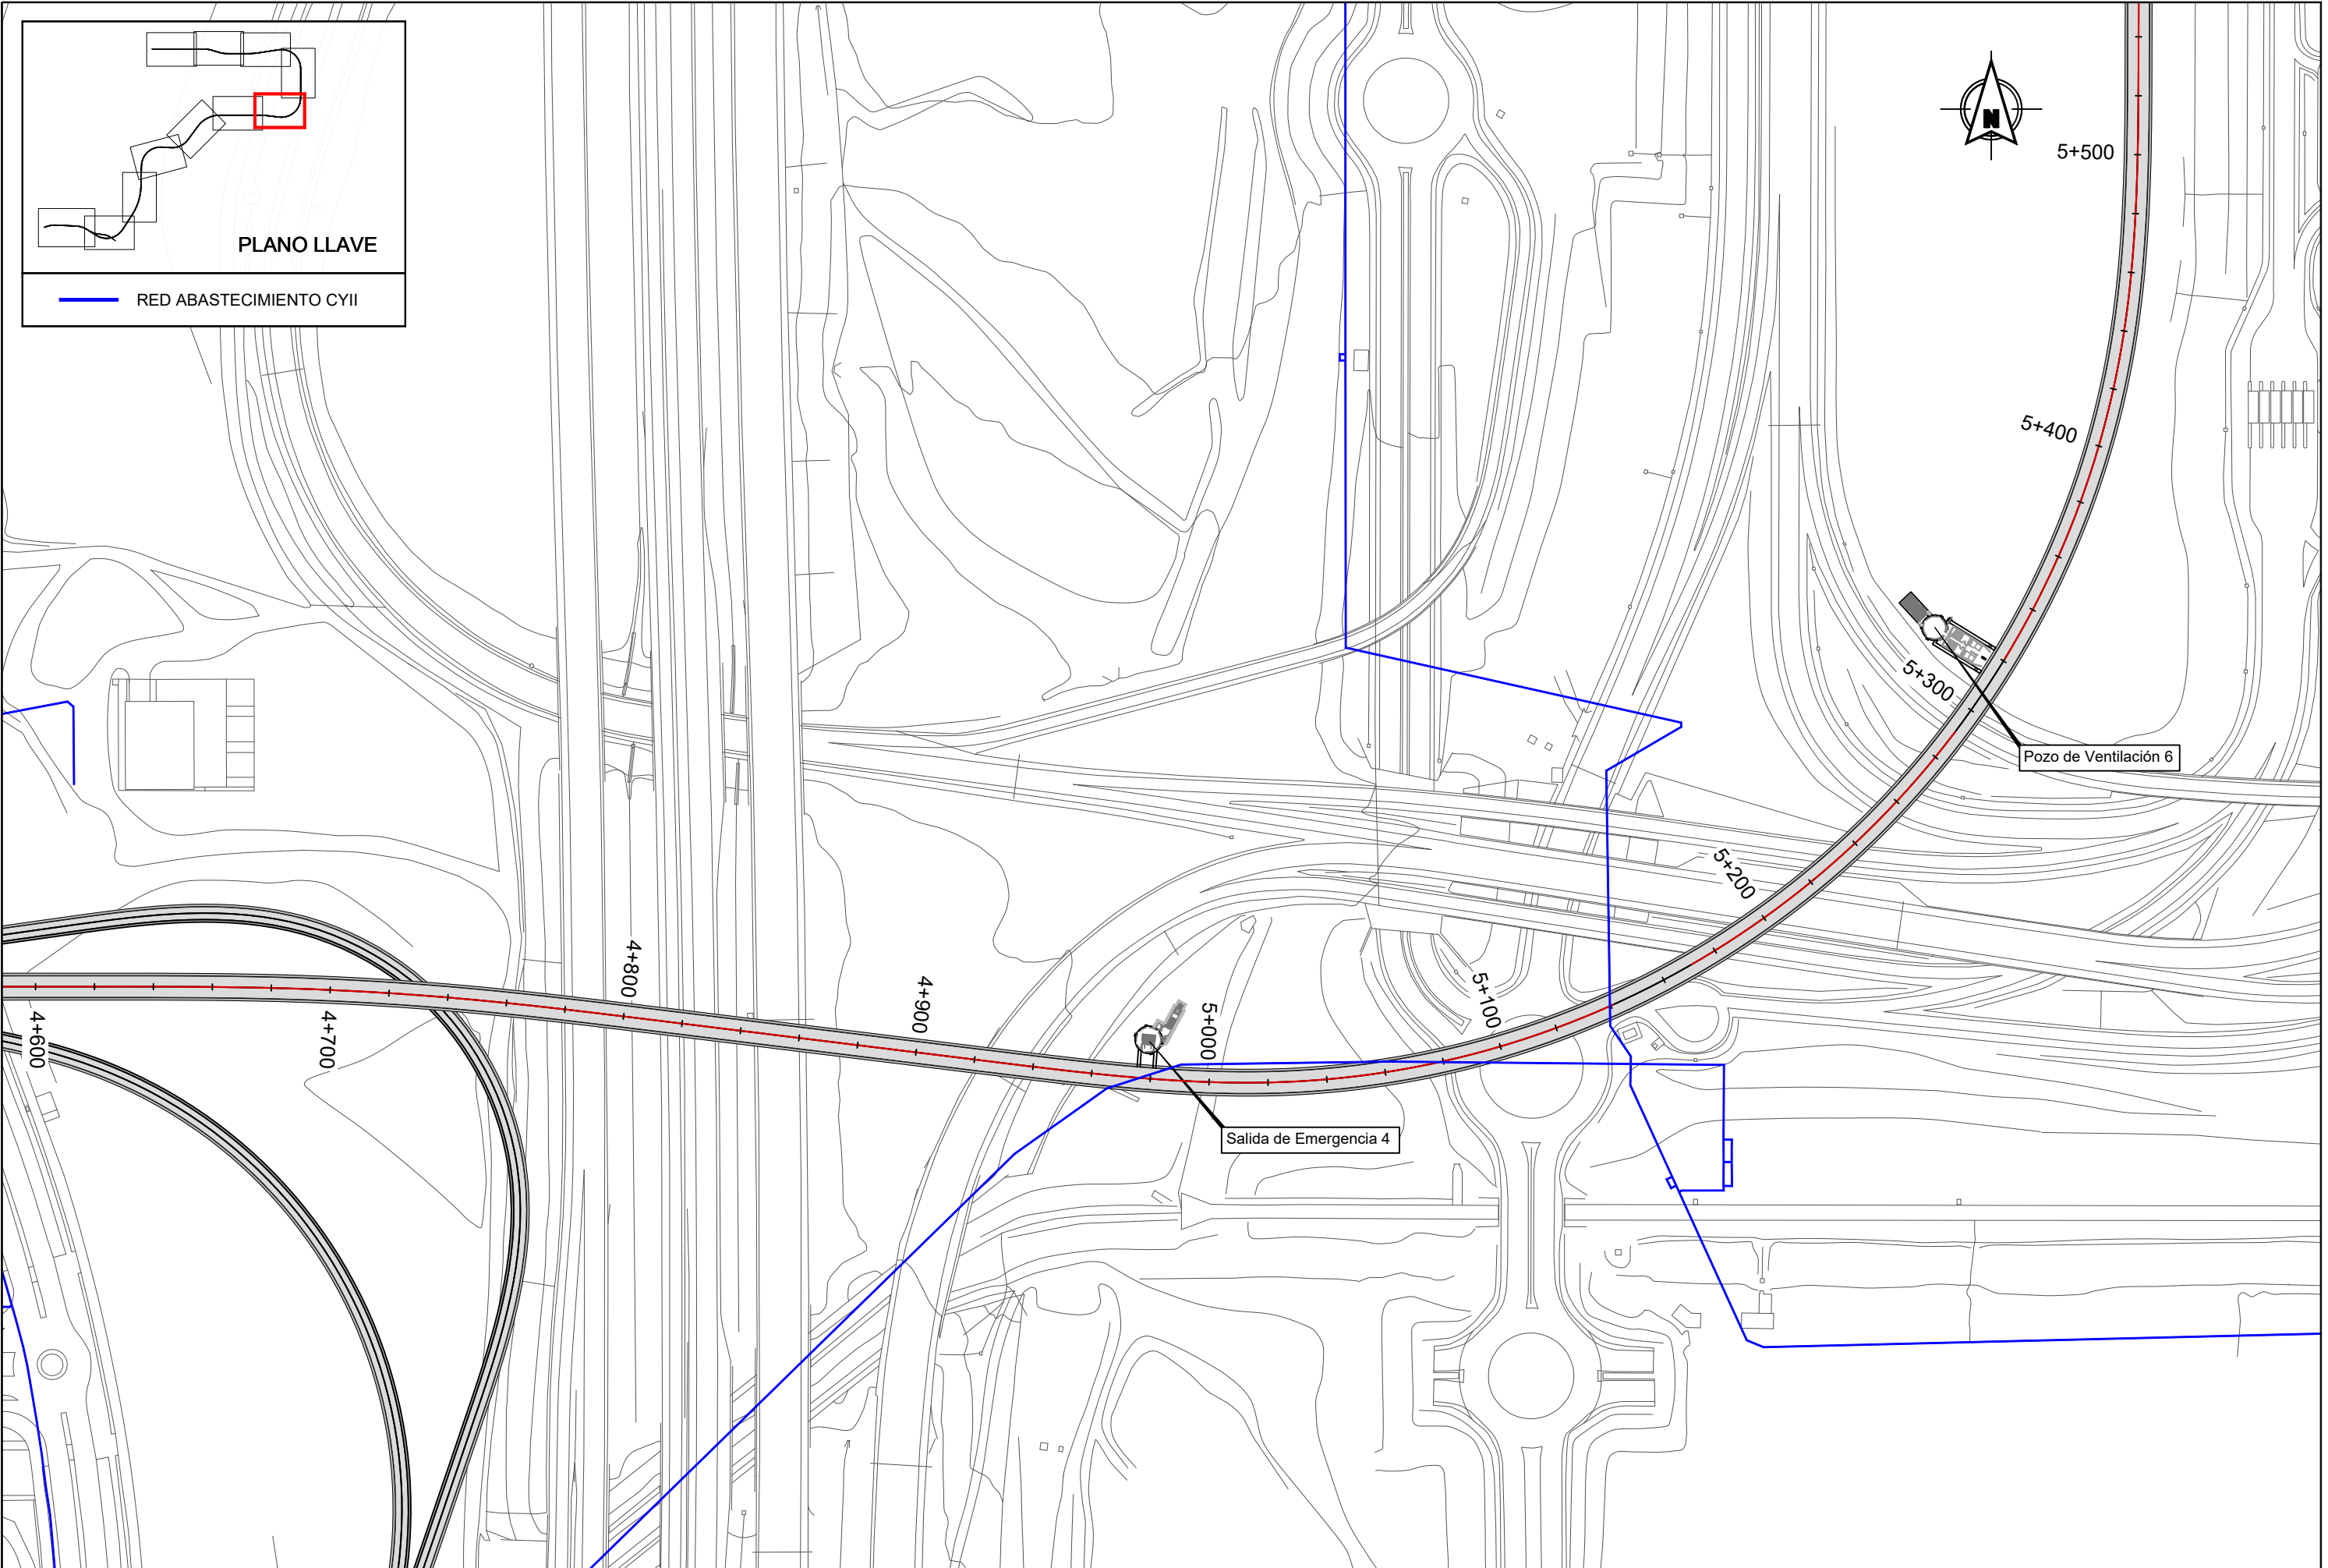 PLANO LLAVE
RED ABASTECIMIENTO CYII
N
5+500
5+400
5+300
Pozo de Ventilación 6
5+200
5+100
5+000
4+900
4+800
4+700
4+600
Salida de Emergencia 4